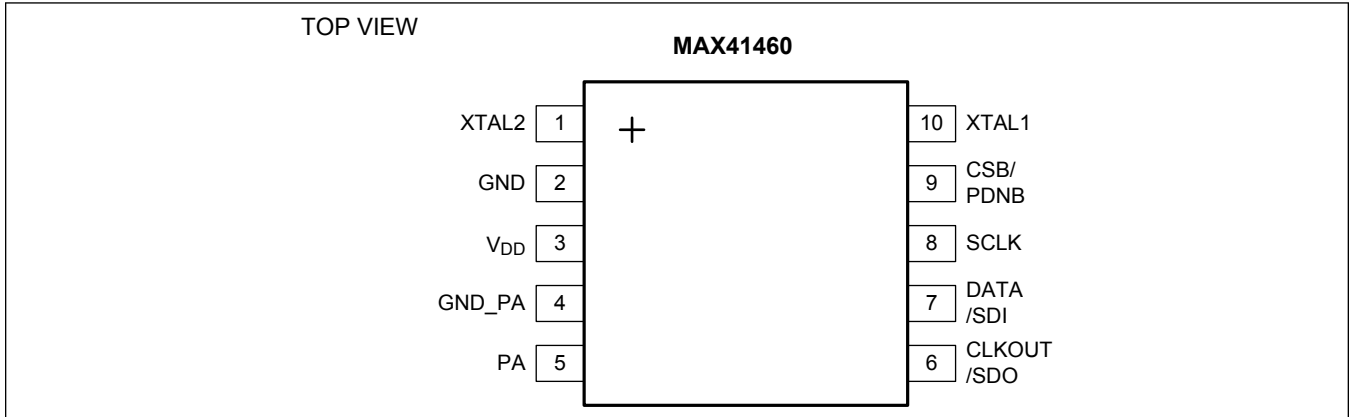 TOP VIEW
MAX41460
XTAL2 1
GND 2
VDD 3
GND_PA 4
PA 5
+
10 XTAL1
9 CSB/
PDNB
8 SCLK
7 DATA
/SDI
6 CLKOUT
/SDO